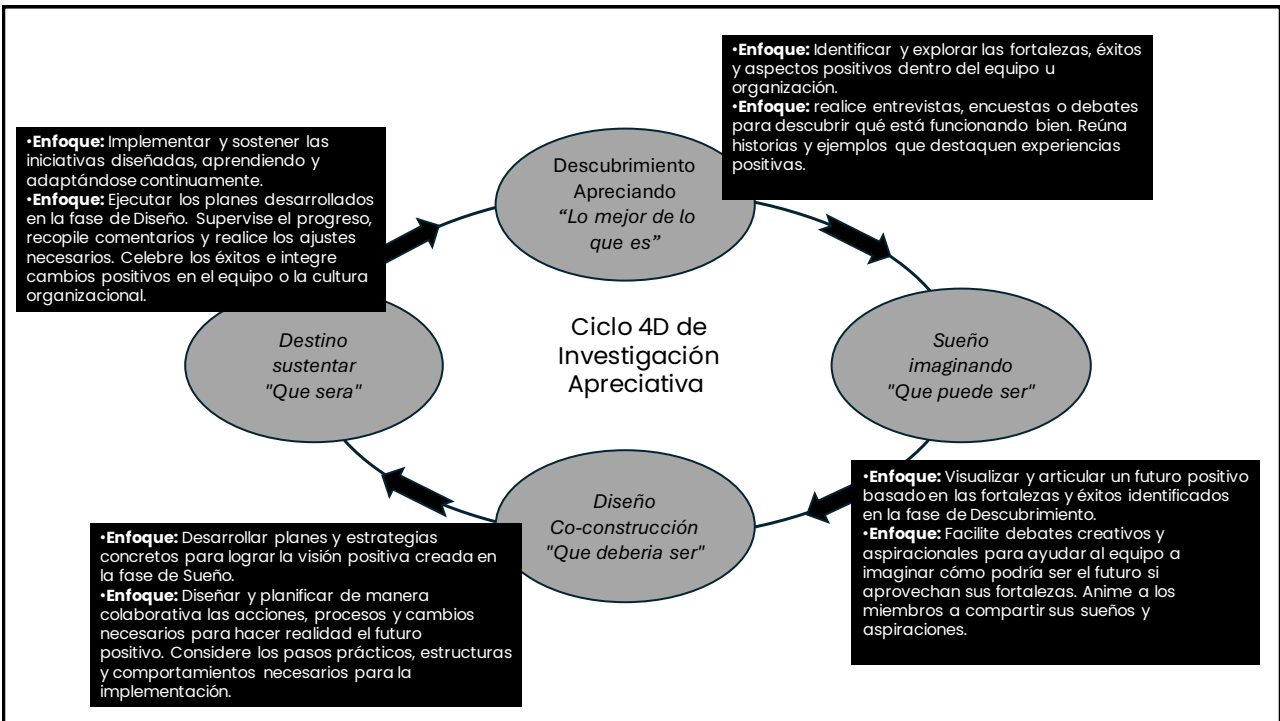 •Enfoque: Identificar y explorar las fortalezas, éxitos
y aspectos positivos dentro del equipo u
organización.
•Enfoque: realice entrevistas, encuestas o debates
para descubrir qué está funcionando bien. Reúna
historias y ejemplos que destaquen experiencias
positivas.
•Enfoque: Implementar y sostener las
iniciativas diseñadas, aprendiendo y
adaptándose continuamente.
•Enfoque: Ejecutar los planes desarrollados
en la fase de Diseño. Supervise el progreso,
recopile comentarios y realice los ajustes
necesarios. Celebre los éxitos e integre
cambios positivos en el equipo o la cultura
organizacional.
Descubrimiento
Apreciando
“Lo mejor de lo
que es”
Ciclo 4D de
Investigación
Apreciativa
Destino
sustentar
"Que sera"
Sueño
imaginando
"Que puede ser"
Diseño
Co-construcción
"Que deberia ser"
•Enfoque: Visualizar y articular un futuro positivo
basado en las fortalezas y éxitos identificados
en la fase de Descubrimiento.
•Enfoque: Facilite debates creativos y
aspiracionales para ayudar al equipo a
imaginar cómo podría ser el futuro si
aprovechan sus fortalezas. Anime a los
miembros a compartir sus sueños y
aspiraciones.
•Enfoque: Desarrollar planes y estrategias
concretos para lograr la visión positiva creada en
la fase de Sueño.
•Enfoque: Diseñar y planificar de manera
colaborativa las acciones, procesos y cambios
necesarios para hacer realidad el futuro
positivo. Considere los pasos prácticos, estructuras
y comportamientos necesarios para la
implementación.